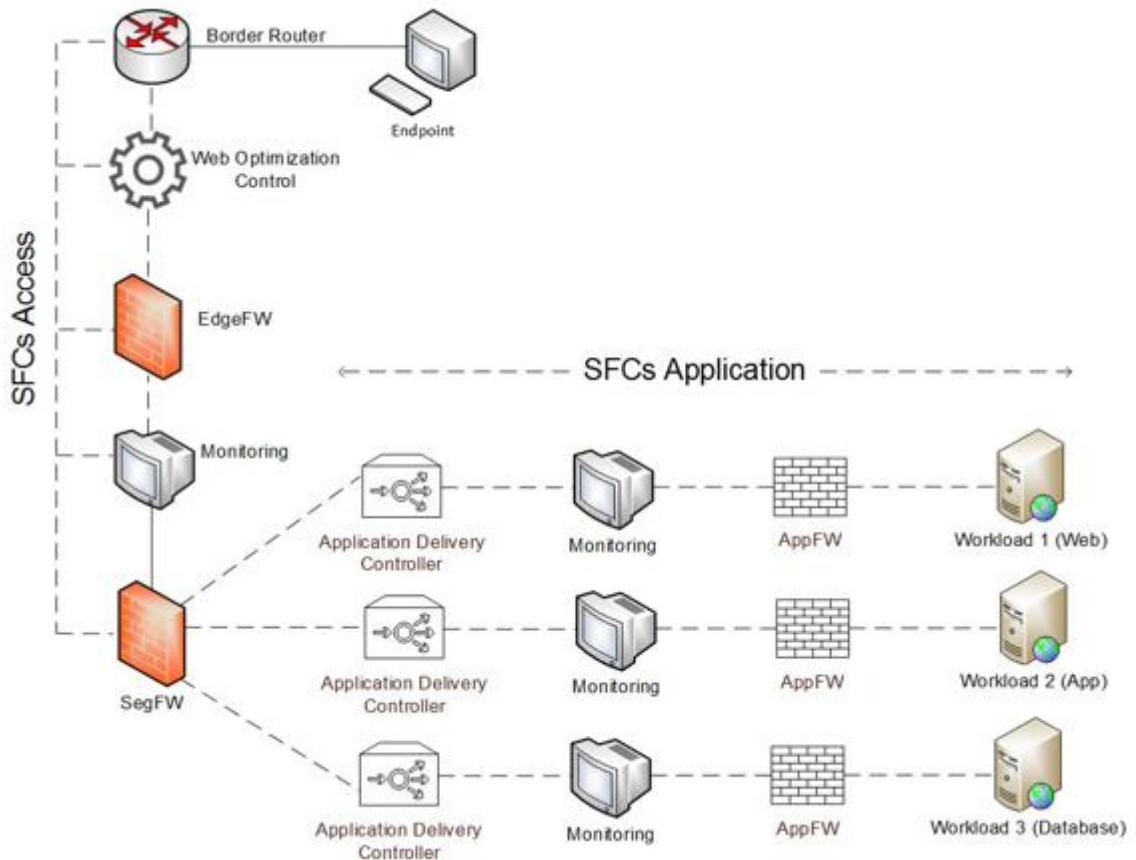 Border Router
Endpoint
Web Optimization
Control
SFCs Access
EdgeFW
SFCs Application
Monitoring
Application Delivery
Controller
Monitoring
AppFW
Workload 1 (Web)
SegFW
Application Delivery
Controller
Monitoring
AppFW
Workload 2 (App)
Application Delivery
Controller
Monitoring
AppFW
Workload 3 (Database)